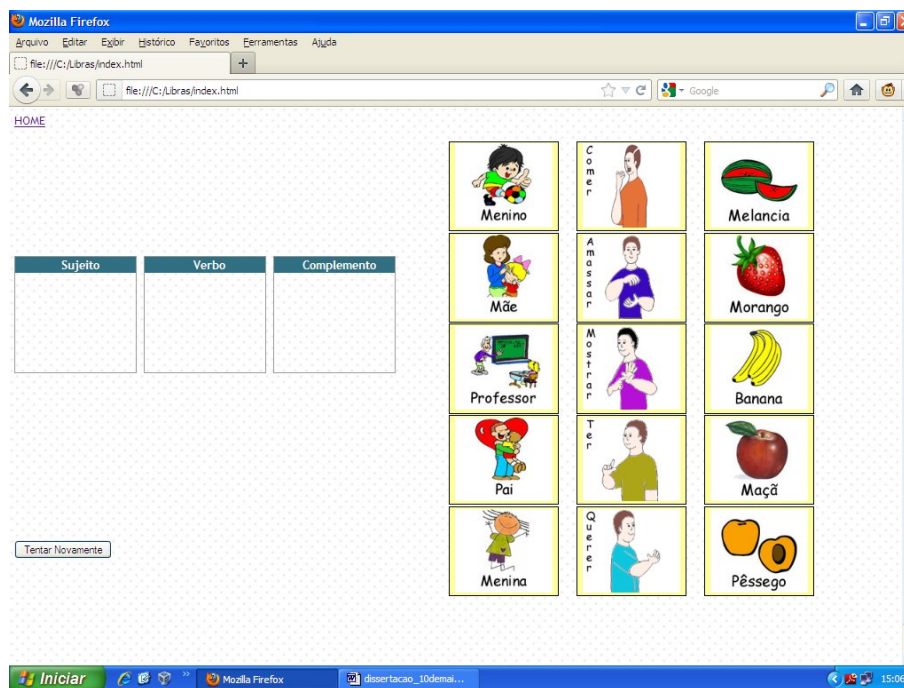 Mozilla Firefox
Arquivo Editar Exibir Histórico Favoritos Ferramentas Ajuda
file:///C:/Libras/index.html +
file:///C:/Libras/index.html Google
HOME
Sujeito Verbo Complemento
Menino Comer Melancia
Mãe Amassar Morango
Professor Mostrar Banana
Pai Ter Maçã
Menina Querer Pêssego
Tentar Novamente
Iniciar Mozilla Firefox dissertacao_10demai... 15:06